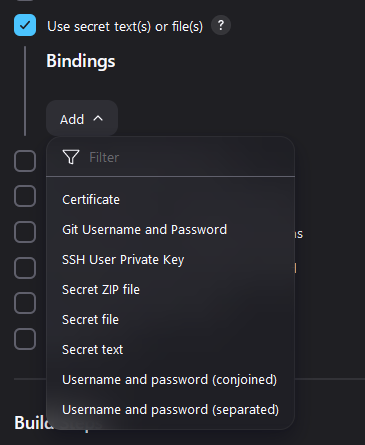 Use secret text(s) or file(s) ?
Bindings
Add
Filter
Certificate
Git Username and Password
SSH User Private Key
Secret ZIP file
Secret file
Secret text
Username and password (conjoined)
Username and password (separated)